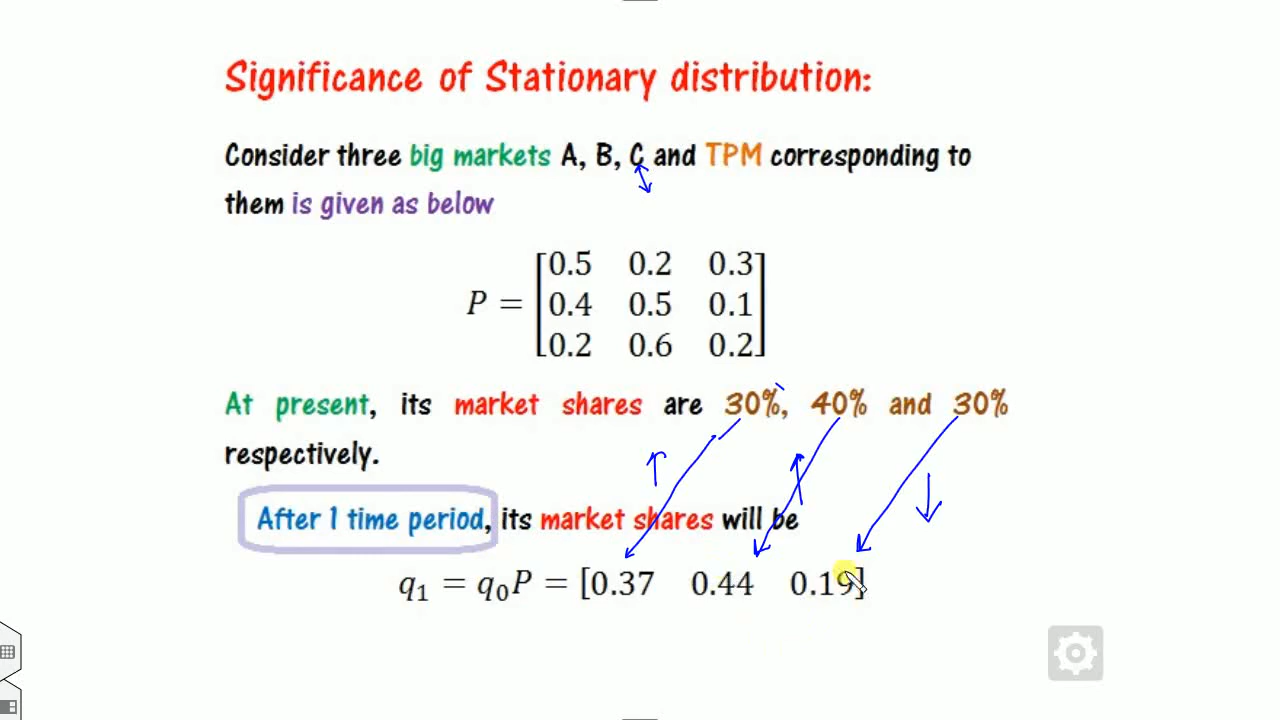 Significance of Stationary distribution:
Consider three big markets A, B, C and TPM corresponding to
them is given as below
P = [0.5 0.2 0.3
0.4 0.5 0.1
0.2 0.6 0.2]
At present, its market shares are 30%, 40% and 30%
respectively.
After 1 time period, its market shares will be
q₁ = q₀P = [0.37 0.44 0.19]